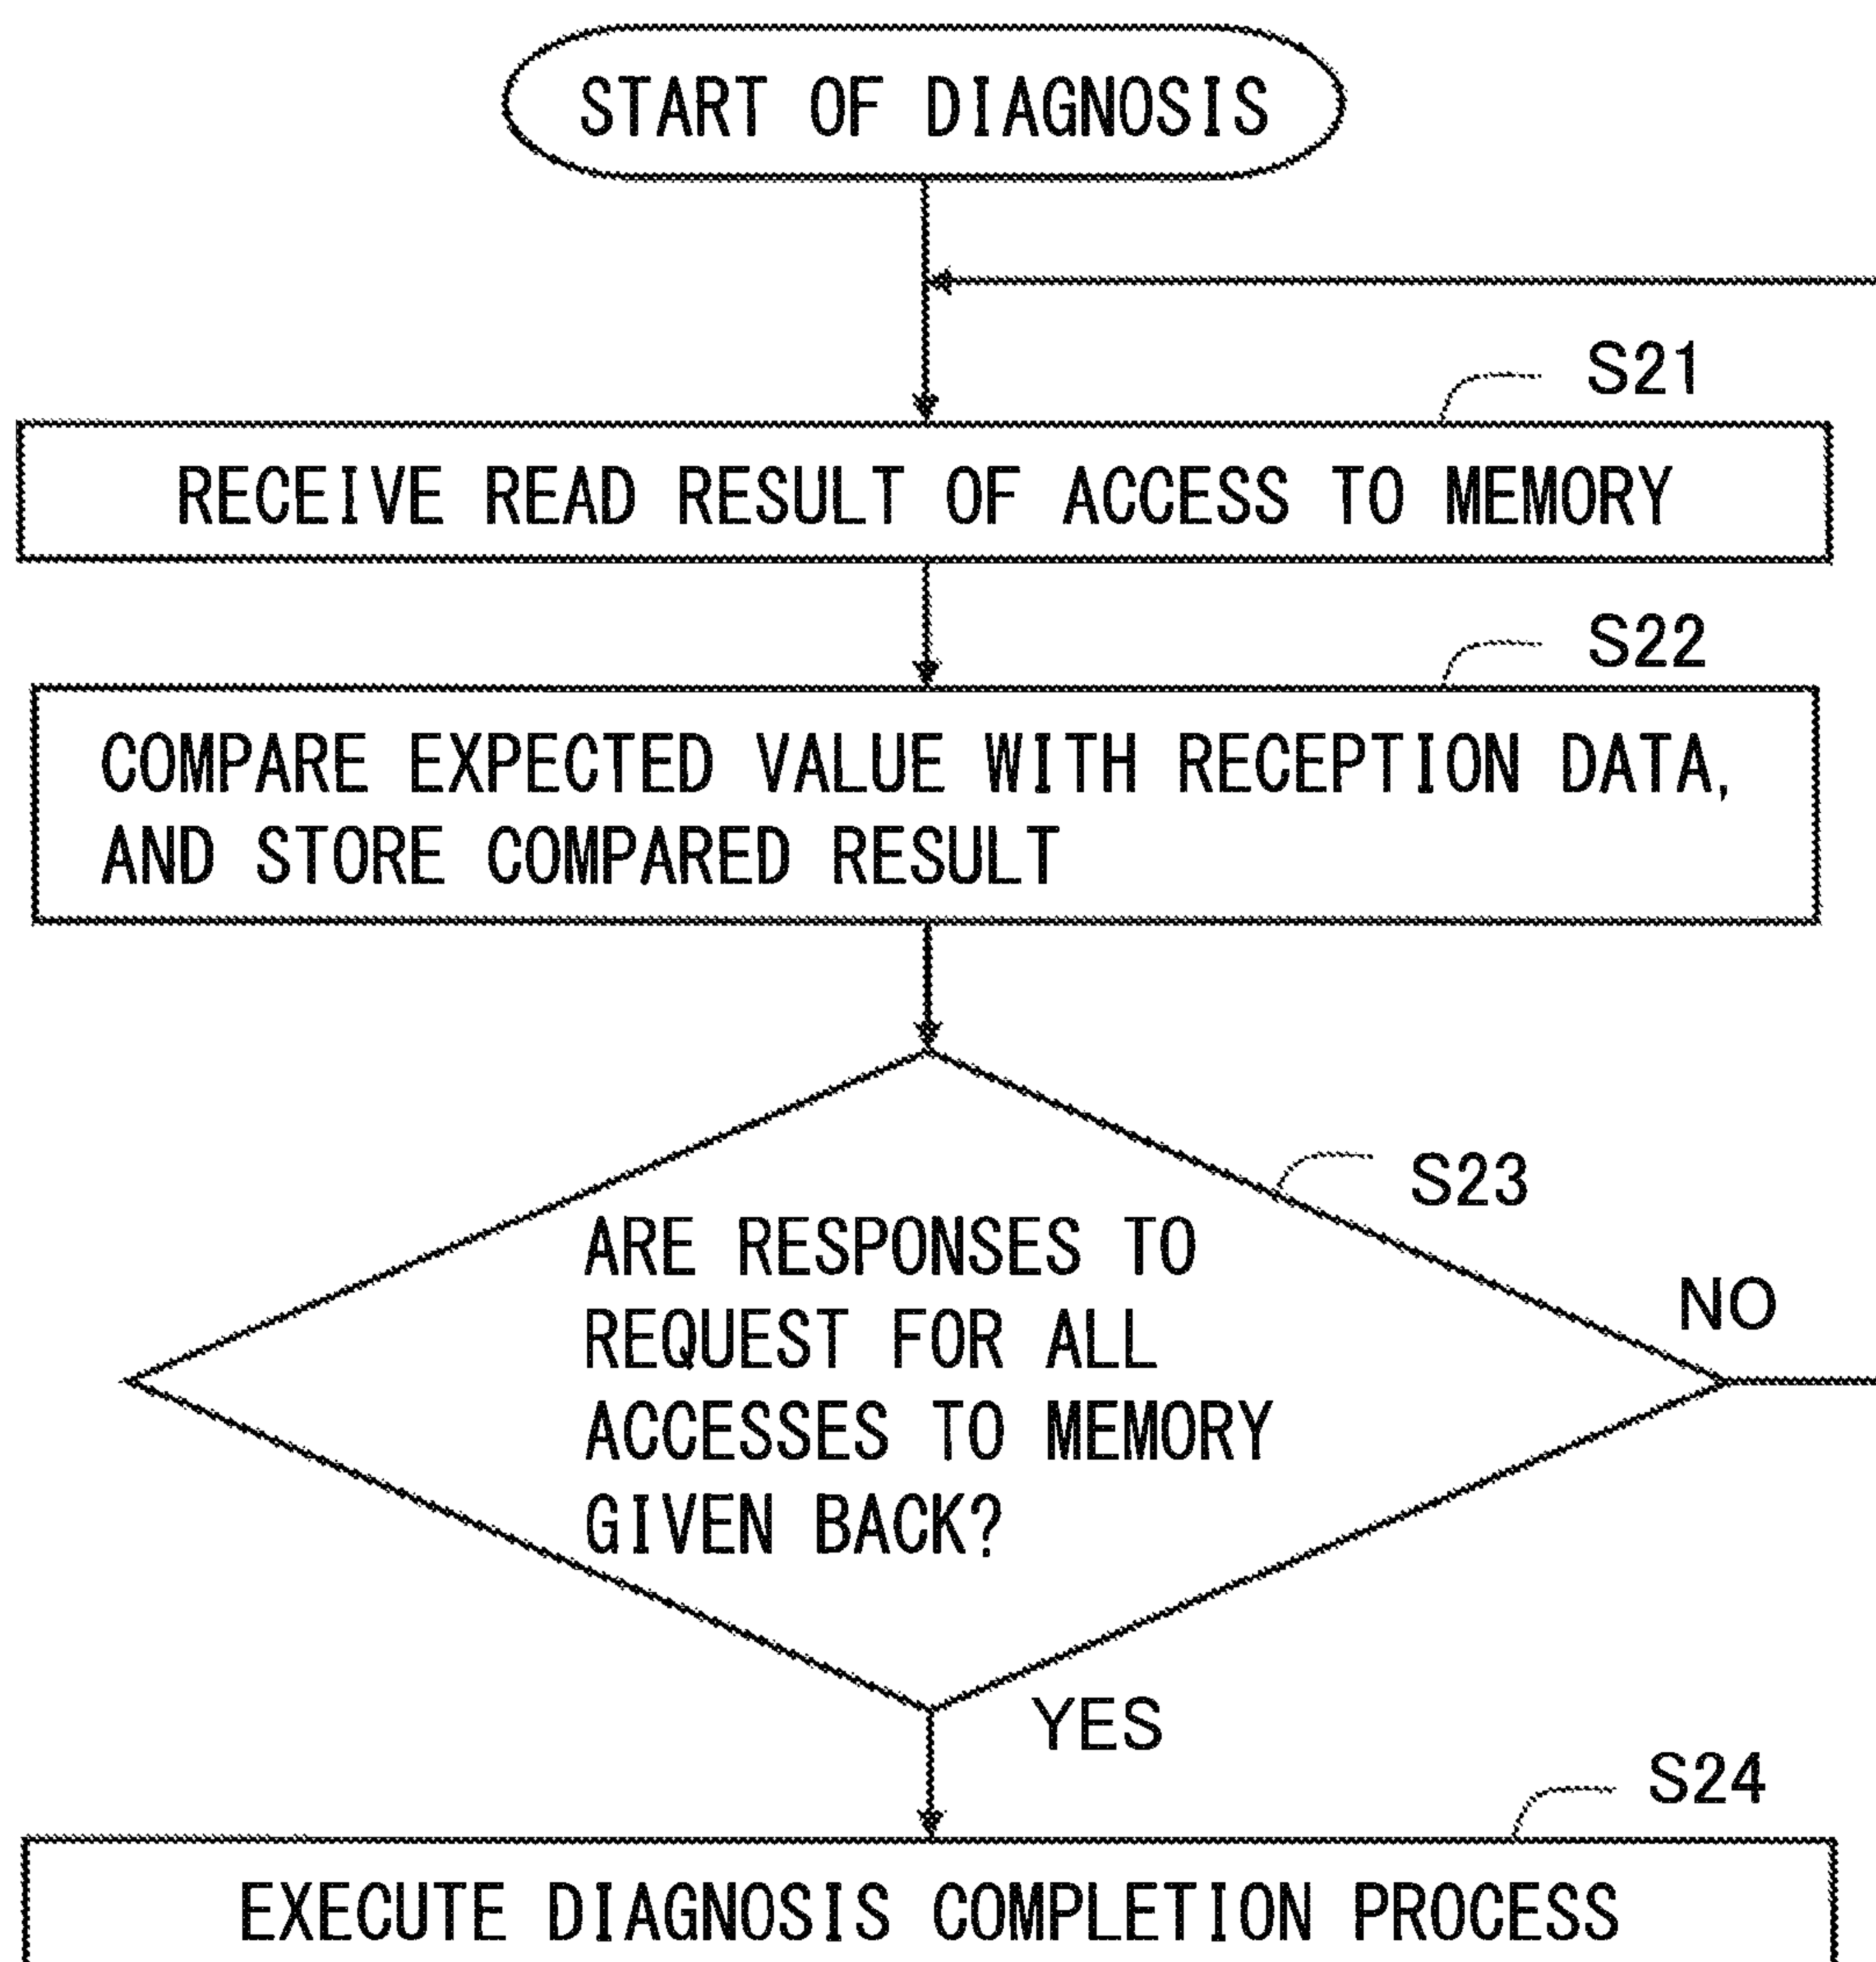 START OF DIAGNOSIS
S21
RECEIVE READ RESULT OF ACCESS TO MEMORY
S22
COMPARE EXPECTED VALUE WITH RECEPTION DATA,
AND STORE COMPARED RESULT
S23
ARE RESPONSES TO
REQUEST FOR ALL
ACCESSES TO MEMORY
GIVEN BACK?
NO
YES
S24
EXECUTE DIAGNOSIS COMPLETION PROCESS